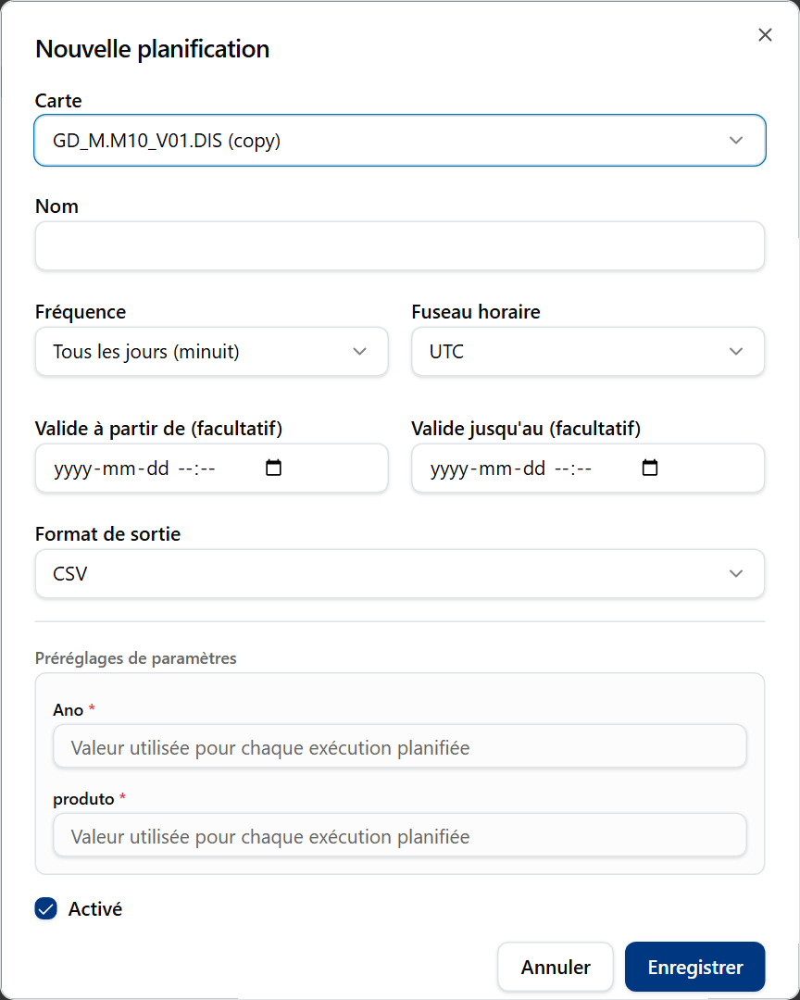 Nouvelle planification
Carte
GD_M.M10_V01.DIS (copy)
Nom
Fréquence
Fuseau horaire
Tous les jours (minuit)
UTC
Valide à partir de (facultatif)
Valide jusqu'au (facultatif)
yyyy-mm-dd --:--
yyyy-mm-dd --:--
Format de sortie
CSV
Préréglages de paramètres
Ano *
Valeur utilisée pour chaque exécution planifiée
produto *
Valeur utilisée pour chaque exécution planifiée
Activé
Annuler
Enregistrer